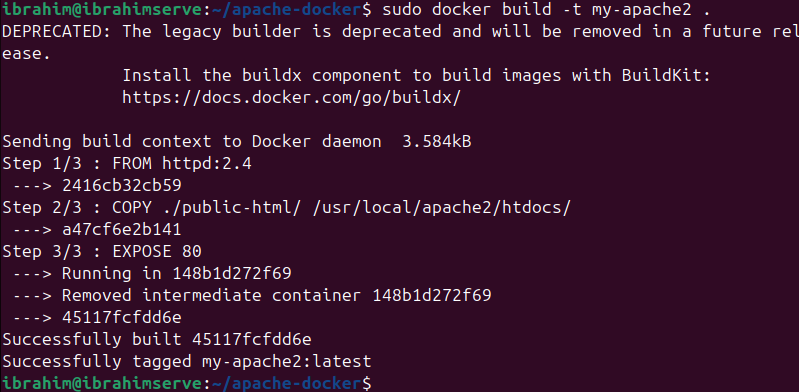 ibrahim@ibrahimserve:~/apache-docker$ sudo docker build -t my-apache2 .
DEPRECATED: The legacy builder is deprecated and will be removed in a future rel
ease.
            Install the buildx component to build images with BuildKit:
            https://docs.docker.com/go/buildx/

Sending build context to Docker daemon  3.584kB
Step 1/3 : FROM httpd:2.4
 ---> 2416cb32cb59
Step 2/3 : COPY ./public-html/ /usr/local/apache2/htdocs/
 ---> a47cf6e2b141
Step 3/3 : EXPOSE 80
 ---> Running in 148b1d272f69
 ---> Removed intermediate container 148b1d272f69
 ---> 45117fcfdd6e
Successfully built 45117fcfdd6e
Successfully tagged my-apache2:latest
ibrahim@ibrahimserve:~/apache-docker$